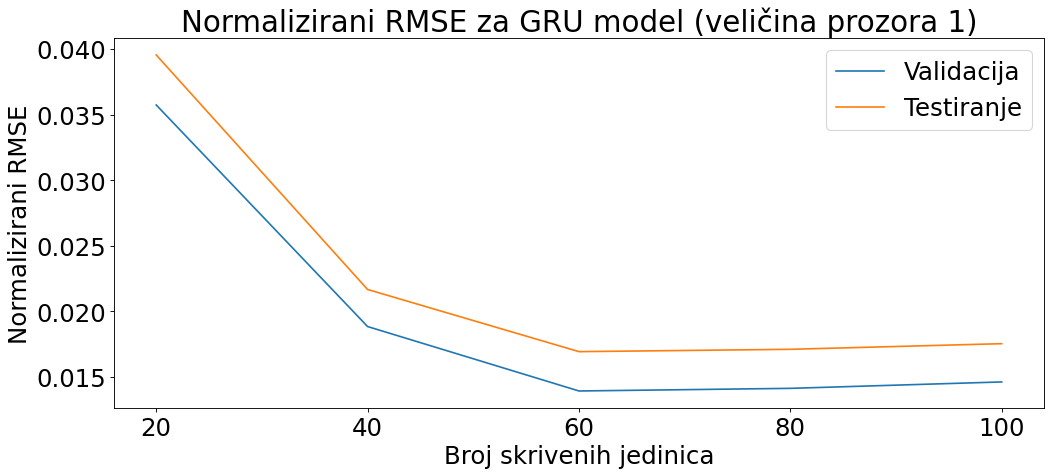 Normalizirani RMSE za GRU model (veličina prozora 1)
Normalizirani RMSE
0.040
0.035
0.030
0.025
0.020
0.015
Validacija
Testiranje
20 40 60 80 100
Broj skrivenih jedinica